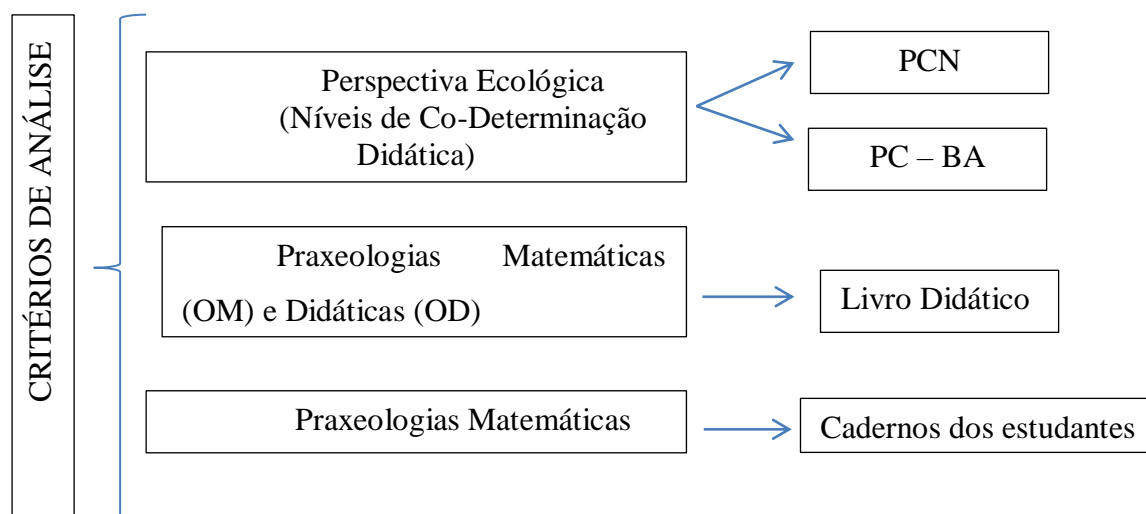 CRITÉRIOS DE ANÁLISE
Perspectiva Ecológica
(Níveis de Co-Determinação
Didática)
PCN
PC – BA
Praxeologias Matemáticas
(OM) e Didáticas (OD)
Livro Didático
Praxeologias Matemáticas
Cadernos dos estudantes